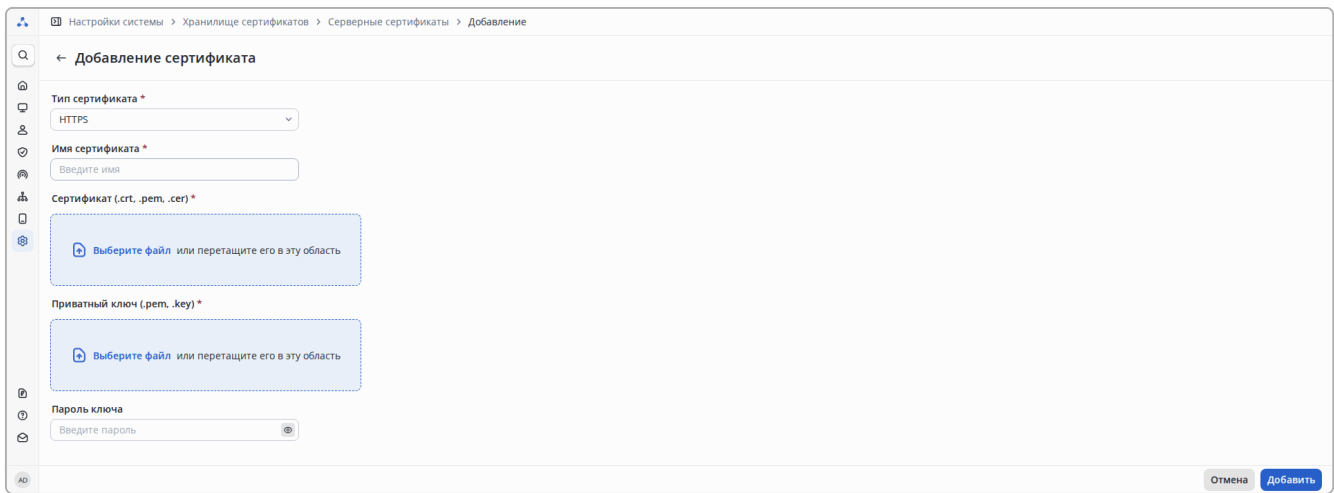 Настройки системы > Хранилище сертификатов > Серверные сертификаты > Добавление
← Добавление сертификата
Тип сертификата *
HTTPS
Имя сертификата *
Введите имя
Сертификат (.crt, .pem, .cer) *
Выберите файл или перетащите его в эту область
Приватный ключ (.pem, .key) *
Выберите файл или перетащите его в эту область
Пароль ключа
Введите пароль
AD
Отмена Добавить